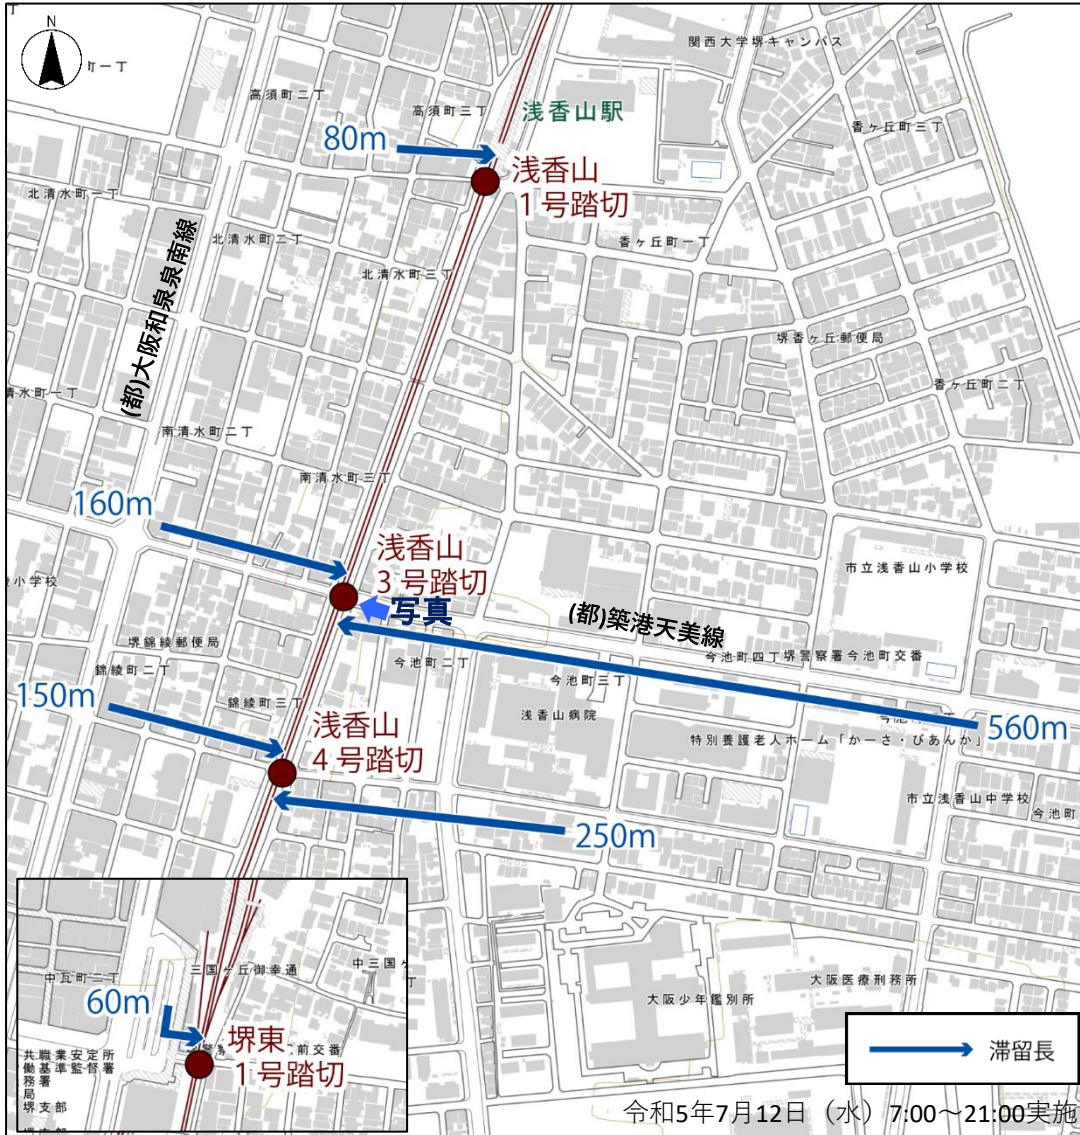 N
町一丁
高須町二丁
高須町三丁
関西大学堺キャンパス
浅香山駅
香ヶ丘町三丁
80m
浅香山
1号踏切
北清水町一丁
北清水町二丁
香ヶ丘町一丁
北清水町三丁
(都)大阪和泉泉南線
堺香ヶ丘郵便局
香ヶ丘町二丁
清水町一丁
南清水町二丁
南清水町三丁
160m
浅香山
3号踏切
写真
小学校
市立浅香山小学校
(都)築港天美線
堺錦綾郵便局
今池町二丁
今池町四丁
堺警察署今池町交番
錦綾町二丁
今池町三丁
150m
錦綾町三丁
浅香山病院
560m
浅香山
4号踏切
特別養護老人ホーム「かーさ・びあんか」
市立浅香山中学校
今池町
250m
中瓦町二丁
三国ヶ丘御幸通
中三国ヶ
丁
60m
大阪少年鑑別所
大阪医療刑務所
堺東
1号踏切
前交番
共職業安定所
働基準監督署
務署
局
堺支部
滞留長
令和5年7月12日（水）7:00～21:00実施